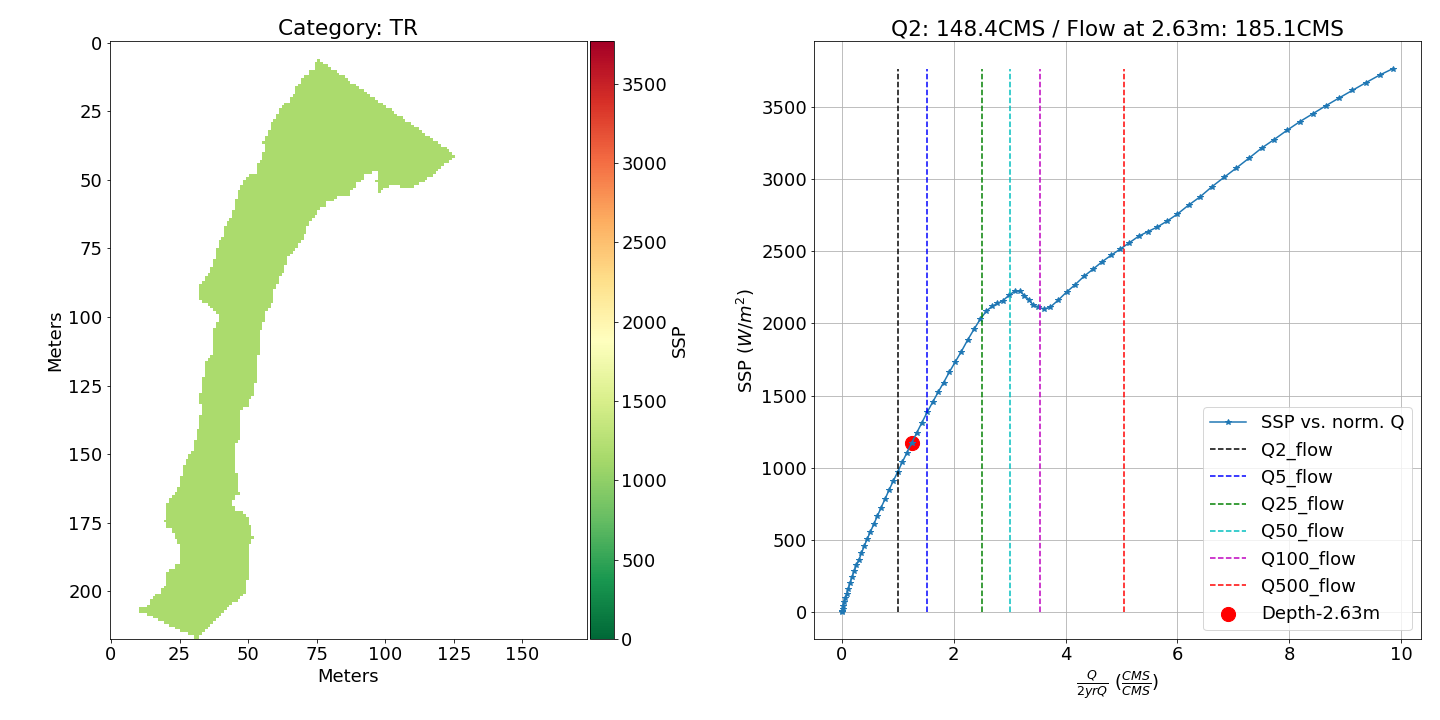 Category: TR
0
25
50
75
100
125
150
175
200
Meters
0
25
50
75
100
125
150
Meters
3500
3000
2500
2000
1500
1000
500
0
SSP
Q2: 148.4CMS / Flow at 2.63m: 185.1CMS
3500
3000
2500
2000
1500
1000
500
0
SSP (W/m²)
0
2
4
6
8
10
Q/2yrQ (CMS/CMS)
SSP vs. norm. Q
Q2_flow
Q5_flow
Q25_flow
Q50_flow
Q100_flow
Q500_flow
Depth-2.63m